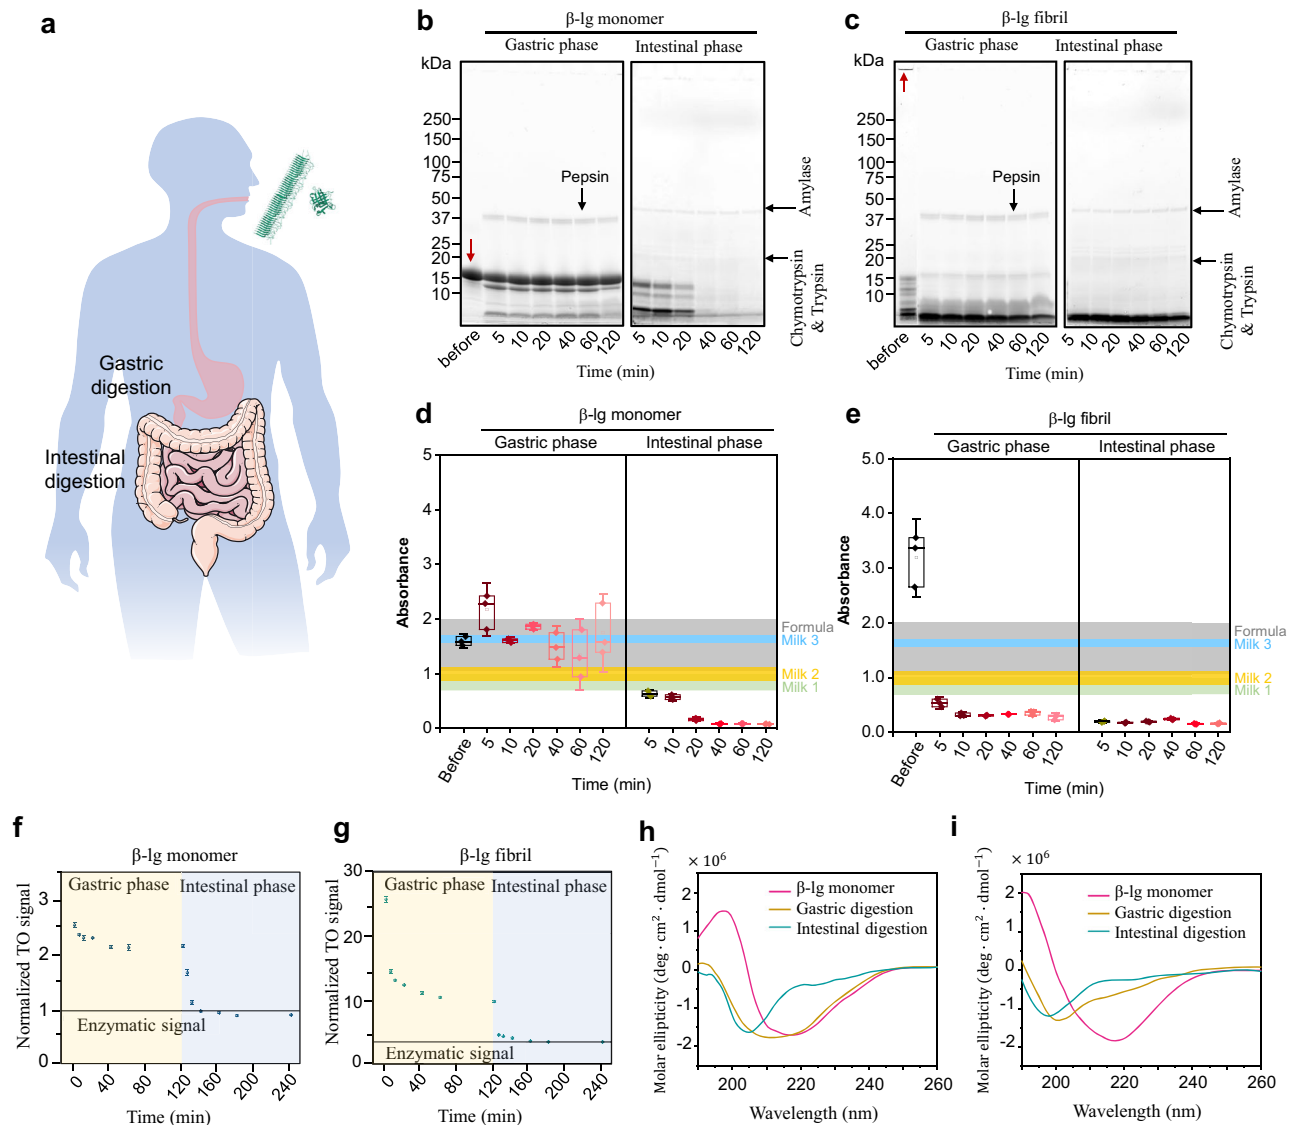 a
Gastric
digestion
Intestinal
digestion
b
β-lg monomer
Gastric phase
Intestinal phase
kDa
250
150
100
75
50
37
25
20
15
10
Pepsin
Amylase
Chymotrypsin
& Trypsin
before
5
10
20
40
60
120
5
10
20
40
60
120
Time (min)
c
β-lg fibril
Gastric phase
Intestinal phase
kDa
250
150
100
75
50
37
25
20
15
10
Pepsin
Amylase
Chymotrypsin
& Trypsin
before
5
10
20
40
60
120
5
10
20
40
60
120
Time (min)
d
β-lg monomer
Gastric phase
Intestinal phase
Absorbance
5
4
3
2
1
0
Formula
Milk 3
Milk 2
Milk 1
Before
5
10
20
40
60
120
5
10
20
40
60
120
Time (min)
e
β-lg fibril
Gastric phase
Intestinal phase
Absorbance
5.0
4.0
3.0
2.0
1.0
0.0
Formula
Milk 3
Milk 2
Milk 1
Before
5
10
20
40
60
120
5
10
20
40
60
120
Time (min)
f
β-lg monomer
Gastric phase
Intestinal phase
Normalized TO signal
3
2
1
0
Enzymatic signal
0
40
80
120
160
200
240
Time (min)
g
β-lg fibril
Gastric phase
Intestinal phase
Normalized TO signal
30
20
10
0
Enzymatic signal
0
40
80
120
160
200
240
Time (min)
h
× 10⁶
Molar ellipticity (deg · cm² · dmol⁻¹)
2
1
0
-1
-2
β-lg monomer
Gastric digestion
Intestinal digestion
200
220
240
260
Wavelength (nm)
i
× 10⁶
Molar ellipticity (deg · cm² · dmol⁻¹)
2
1
0
-1
-2
β-lg monomer
Gastric digestion
Intestinal digestion
200
220
240
260
Wavelength (nm)